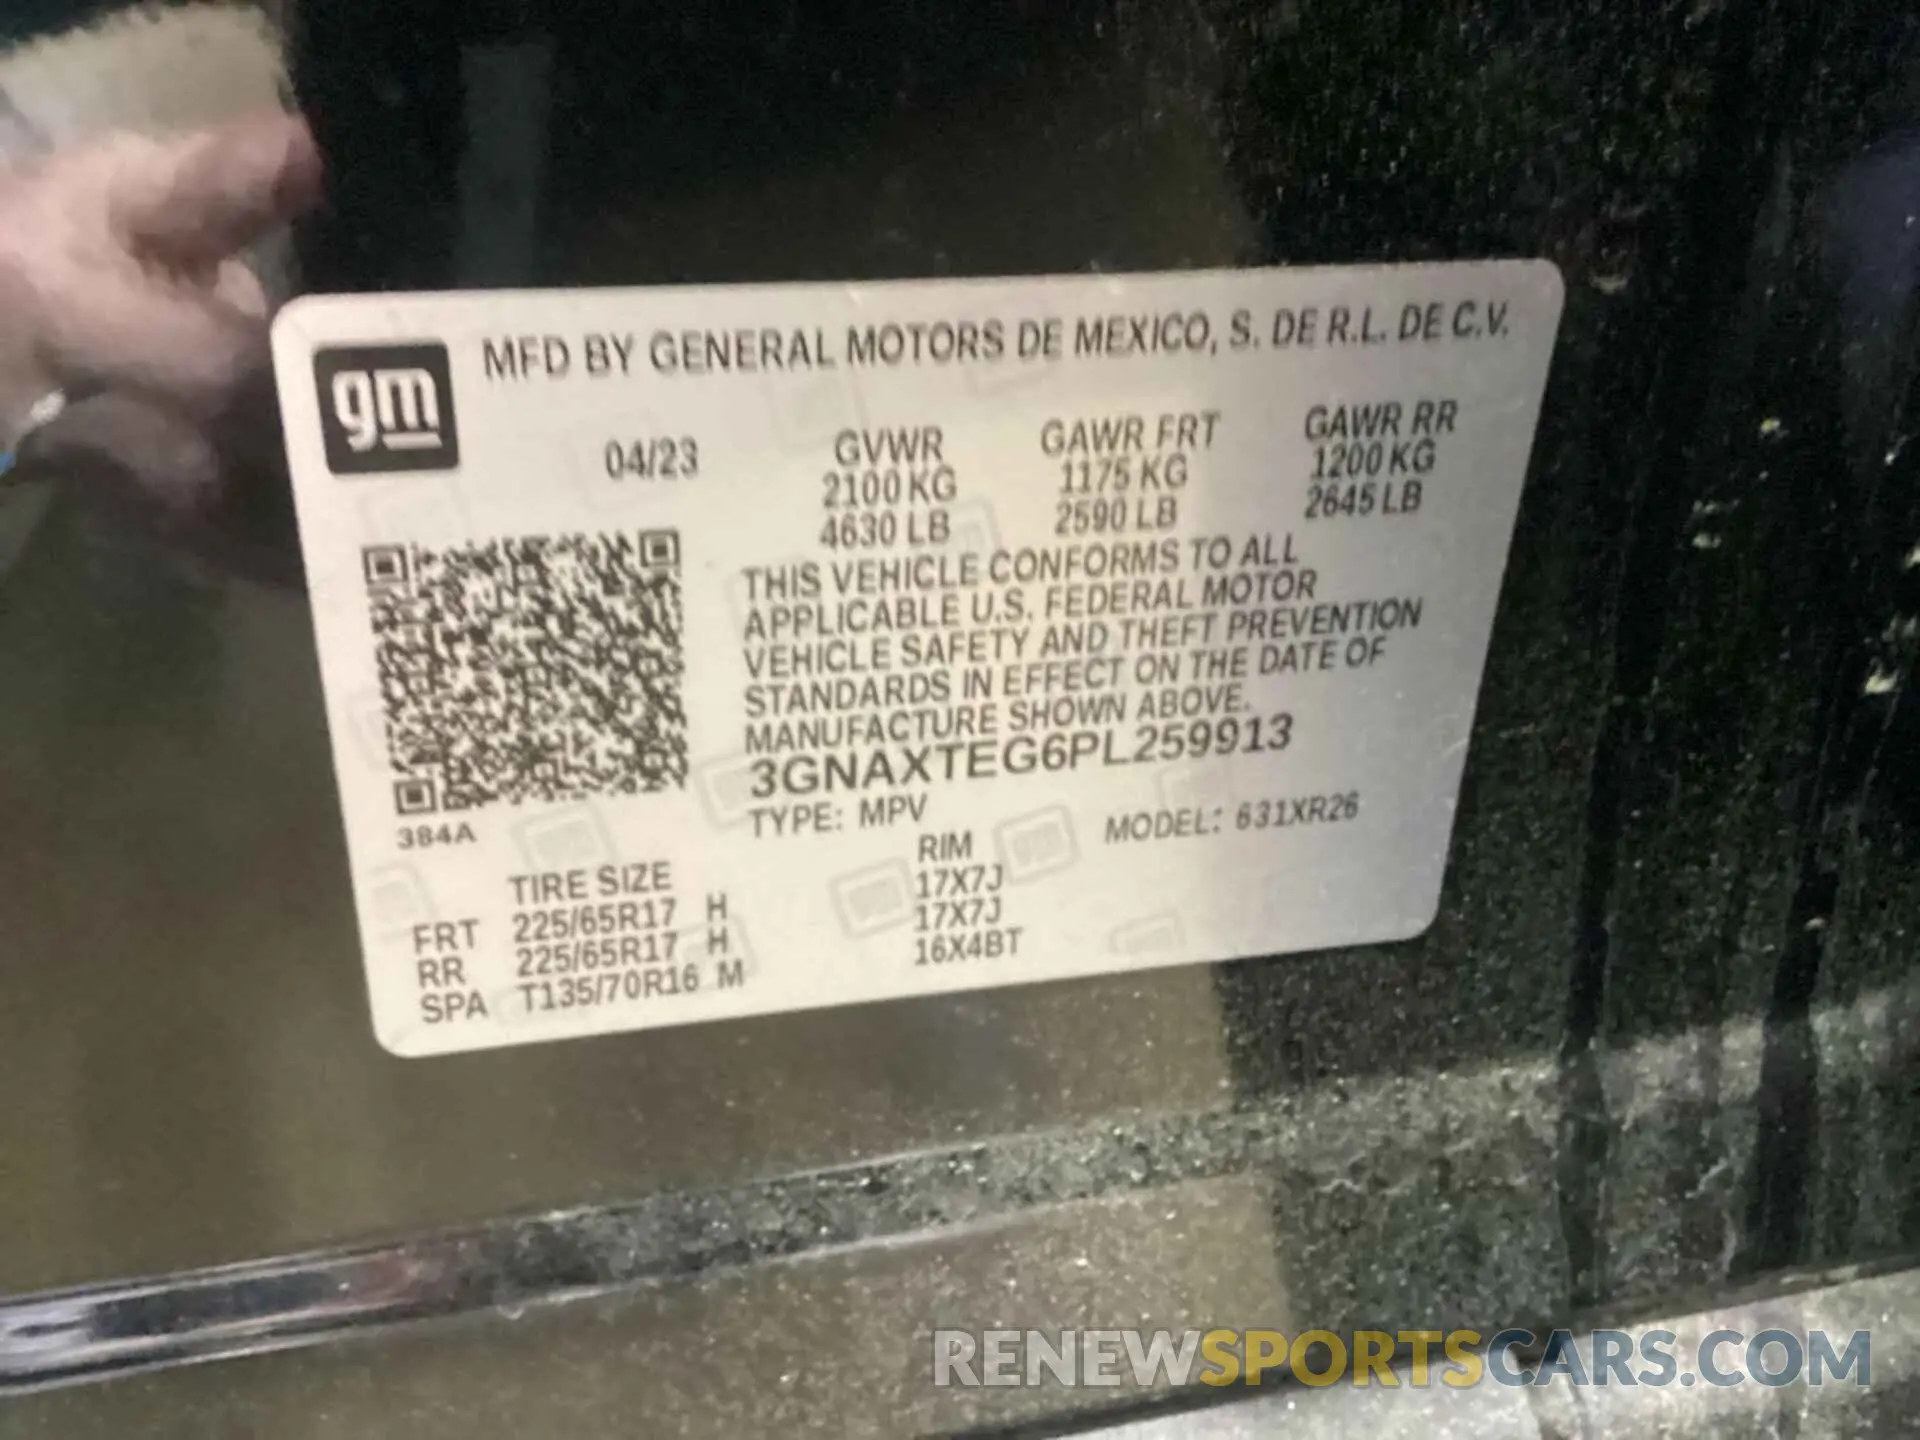 gm MFD BY GENERAL MOTORS DE MEXICO, S. DE R.L. DE C.V.
04/23 GVWR GAWR FRT GAWR RR
2100 KG 1175 KG 1200 KG
4630 LB 2590 LB 2645 LB
THIS VEHICLE CONFORMS TO ALL
APPLICABLE U.S. FEDERAL MOTOR
VEHICLE SAFETY AND THEFT PREVENTION
STANDARDS IN EFFECT ON THE DATE OF
MANUFACTURE SHOWN ABOVE.
3GNAXTEG6PL259913
384A
TYPE: MPV MODEL: 631XR26
TIRE SIZE RIM
FRT 225/65R17 H 17X7J
RR 225/65R17 H 17X7J
SPA T135/70R16 M 16X4BT
RENEWSPORTSCARS.COM